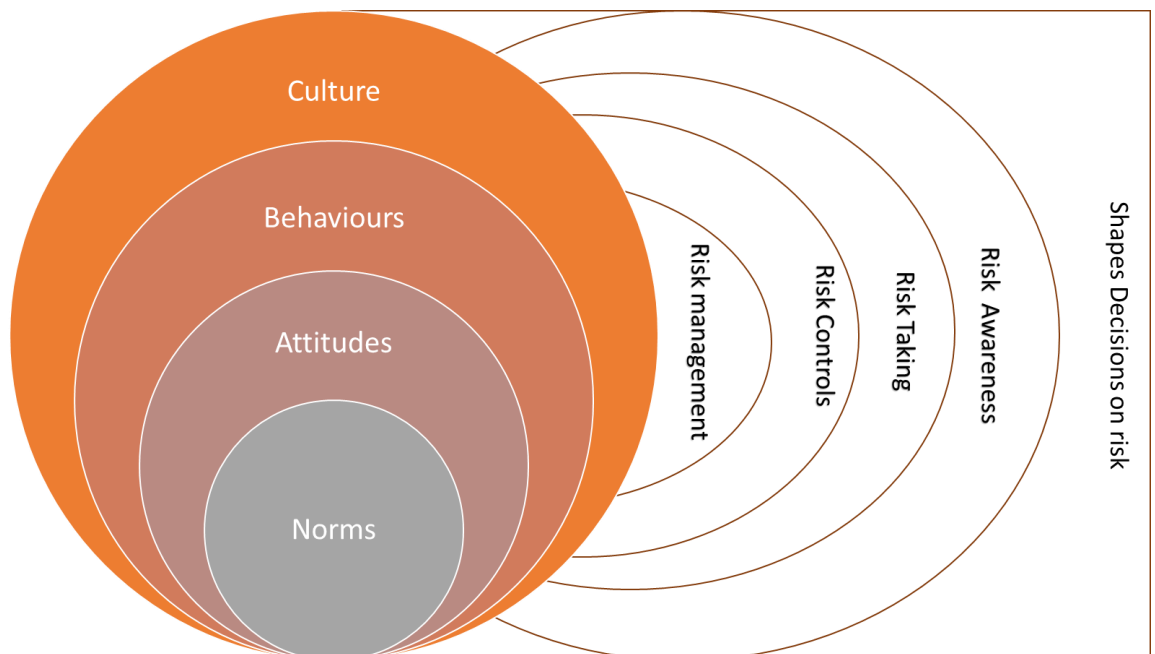 Culture
Behaviours
Attitudes
Norms
Risk management
Risk Controls
Risk Taking
Risk Awareness
Shapes Decisions on risk